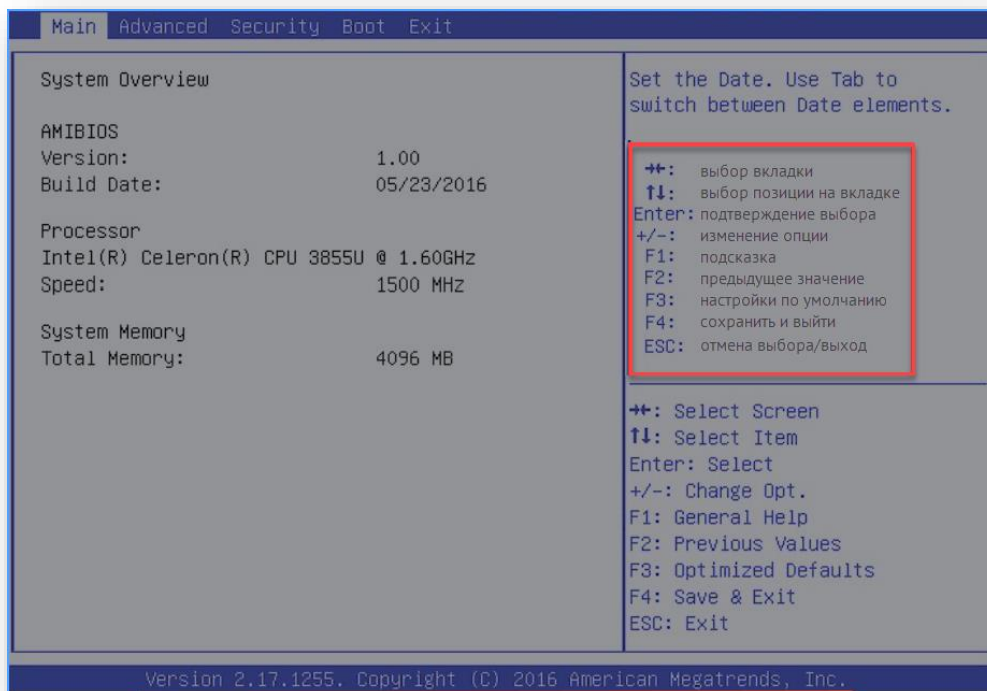 Main Advanced Security Boot Exit
System Overview
AMIBIOS
Version: 1.00
Build Date: 05/23/2016
Processor
Intel(R) Celeron(R) CPU 3855U @ 1.60GHz
Speed: 1500 MHz
System Memory
Total Memory: 4096 MB
Set the Date. Use Tab to
switch between Date elements.
→←: выбор вкладки
↑↓: выбор позиции на вкладке
Enter: подтверждение выбора
+/-: изменение опции
F1: подсказка
F2: предыдущее значение
F3: настройки по умолчанию
F4: сохранить и выйти
ESC: отмена выбора/выход
→←: Select Screen
↑↓: Select Item
Enter: Select
+/-: Change Opt.
F1: General Help
F2: Previous Values
F3: Optimized Defaults
F4: Save & Exit
ESC: Exit
Version 2.17.1255. Copyright (C) 2016 American Megatrends, Inc.